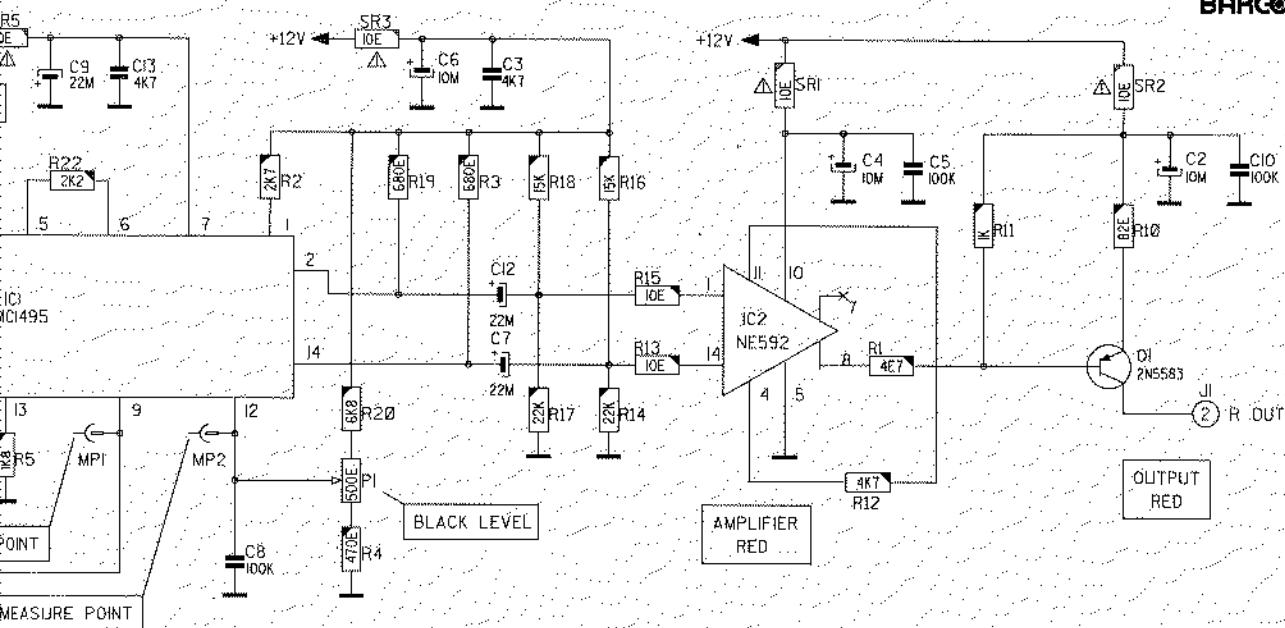 BARCO
R5
0E
SR3
+12V
10E
+12V
C9
22M
C13
4K7
C6
10M
C3
4K7
10E
SR1
10E
SR2
R22
2K2
2K7
R2
680E
R19
680E
R3
15K
R18
15K
R16
C4
10M
C5
100K
C2
10M
C10
100K
5
6
7
1
1K
R11
82E
R10
2
C12
22M
R15
10E
1
11
10
IC1
MC1495
IC2
NE592
7
14
C7
22M
R13
10E
14
8
R1
4E7
Q1
2N5583
13
9
12
6K8
R20
22K
R17
22K
R14
4
5
J1
2
R OUT
1K8
R5
MP1
MP2
500E
P1
4K7
R12
OUTPUT
RED
BLACK LEVEL
AMPLIFIER
RED
POINT
C8
100K
470E
R4
MEASURE POINT